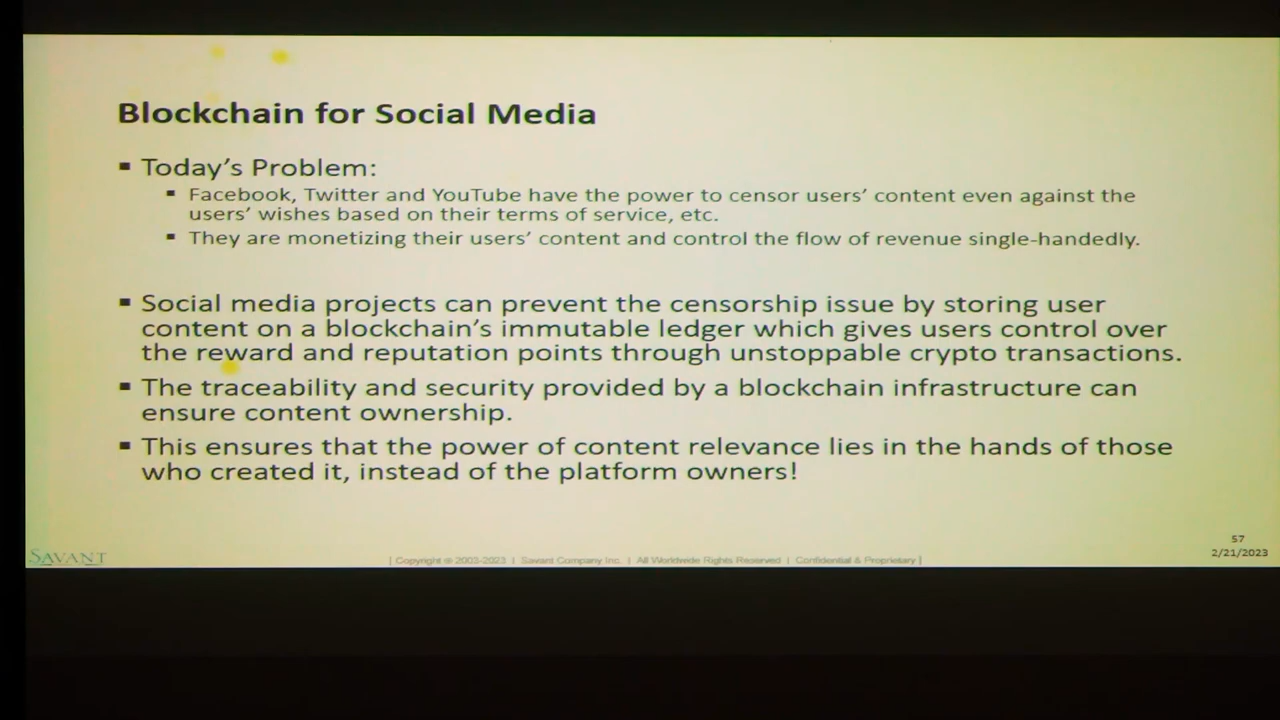 Blockchain for Social Media
▪ Today's Problem:
▪ Facebook, Twitter and YouTube have the power to censor users' content even against the
users' wishes based on their terms of service, etc.
▪ They are monetizing their users' content and control the flow of revenue single-handedly.
▪ Social media projects can prevent the censorship issue by storing user
content on a blockchain's immutable ledger which gives users control over
the reward and reputation points through unstoppable crypto transactions.
▪ The traceability and security provided by a blockchain infrastructure can
ensure content ownership.
▪ This ensures that the power of content relevance lies in the hands of those
who created it, instead of the platform owners!
SAVANT
[ Copyright © 2003-2023 | Savant Company Inc. | All Worldwide Rights Reserved | Confidential & Proprietary ]
57
2/21/2023